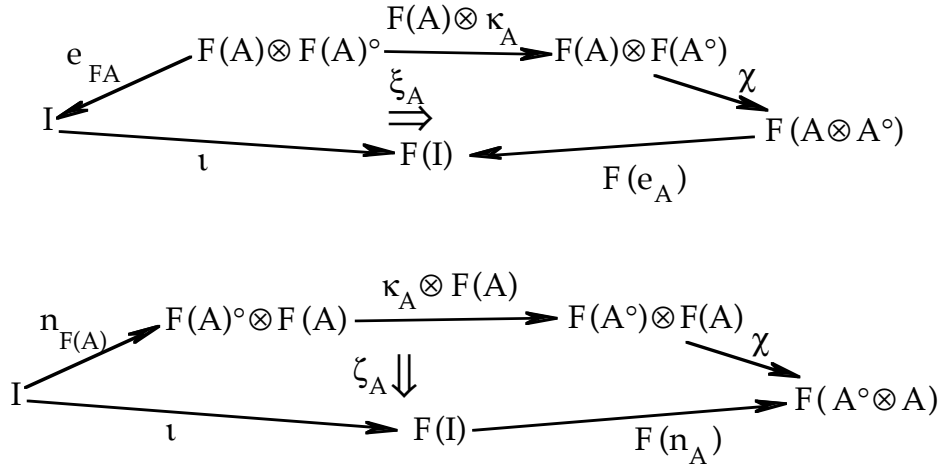 F(A)⊗ κ_A
e_FA F(A)⊗ F(A)° F(A)⊗F(A°)
ξ_A ⇒ χ
I F(A⊗A°)
ι F(I) F(e_A)
κ_A⊗ F(A)
n_F(A) F(A)°⊗F(A) F(A°)⊗F(A)
ζ_A ⇓ χ
I F(A°⊗A)
ι F(I) F(n_A)